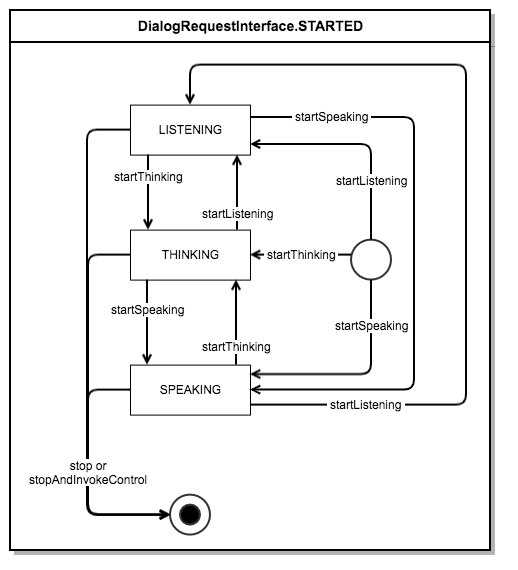 DialogRequestInterface.STARTED
startSpeaking
LISTENING
startThinking
startListening
startListening
THINKING
startThinking
startSpeaking
startSpeaking
startThinking
SPEAKING
startListening
stop or
stopAndInvokeControl